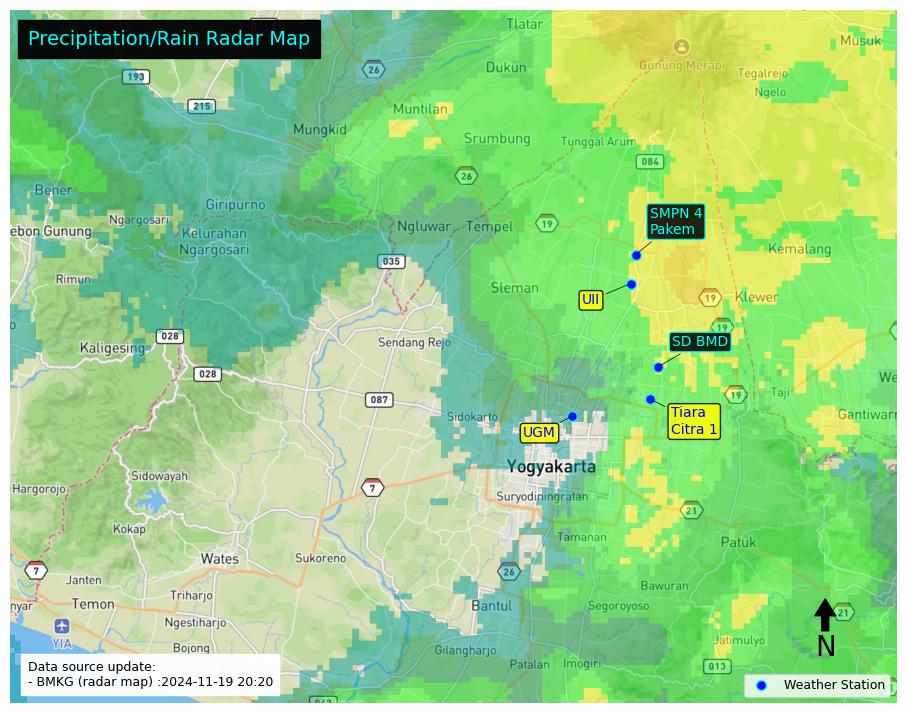 Precipitation/Rain Radar Map
Tlatar
Musuk
Gunung Merapi
193
26
Dukun
Tegalrejo
Ngelo
215
Muntilan
Mungkid
Srumbung
Tunggal Arum
084
26
Bener
Giripurno
Ngargosari
SMPN 4
Pakem
ebon Gunung
Kelurahan
Ngargosari
Ngluwar
Tempel
19
Kemalang
035
Rimun
Sleman
UII
19
Klewer
19
028
Kaligesing
Sendang Rejo
SD BMD
028
We
087
19
Taji
Sidokarto
Tiara
Citra 1
Gantiwarn
UGM
Yogyakarta
Sidowayah
Hargorojo
7
Suryodiningratan
Kokap
21
Tamanan
Patuk
Wates
Sukoreno
7
26
Janten
Bawuran
Triharjo
nyar
Temon
Bantul
Segoroyoso
21
Ngestiharjo
YIA
Jatimulyo
N
Bojong
Gilangharjo
Patalan
Imogiri
013
Data source update:
- BMKG (radar map) :2024-11-19 20:20
Weather Station